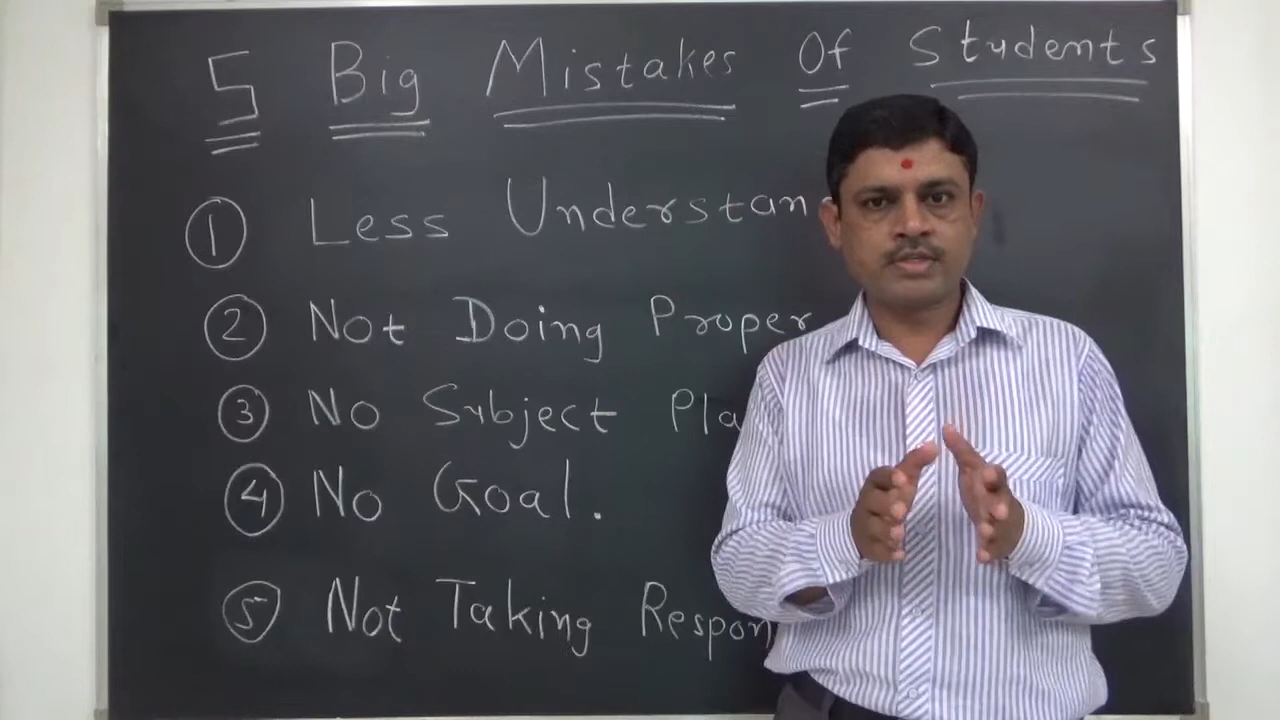 5 Big Mistakes Of Students
1 Less Understan
2 Not Doing Proper
3 No Subject Pla
4 No Goal.
5 Not Taking Respon